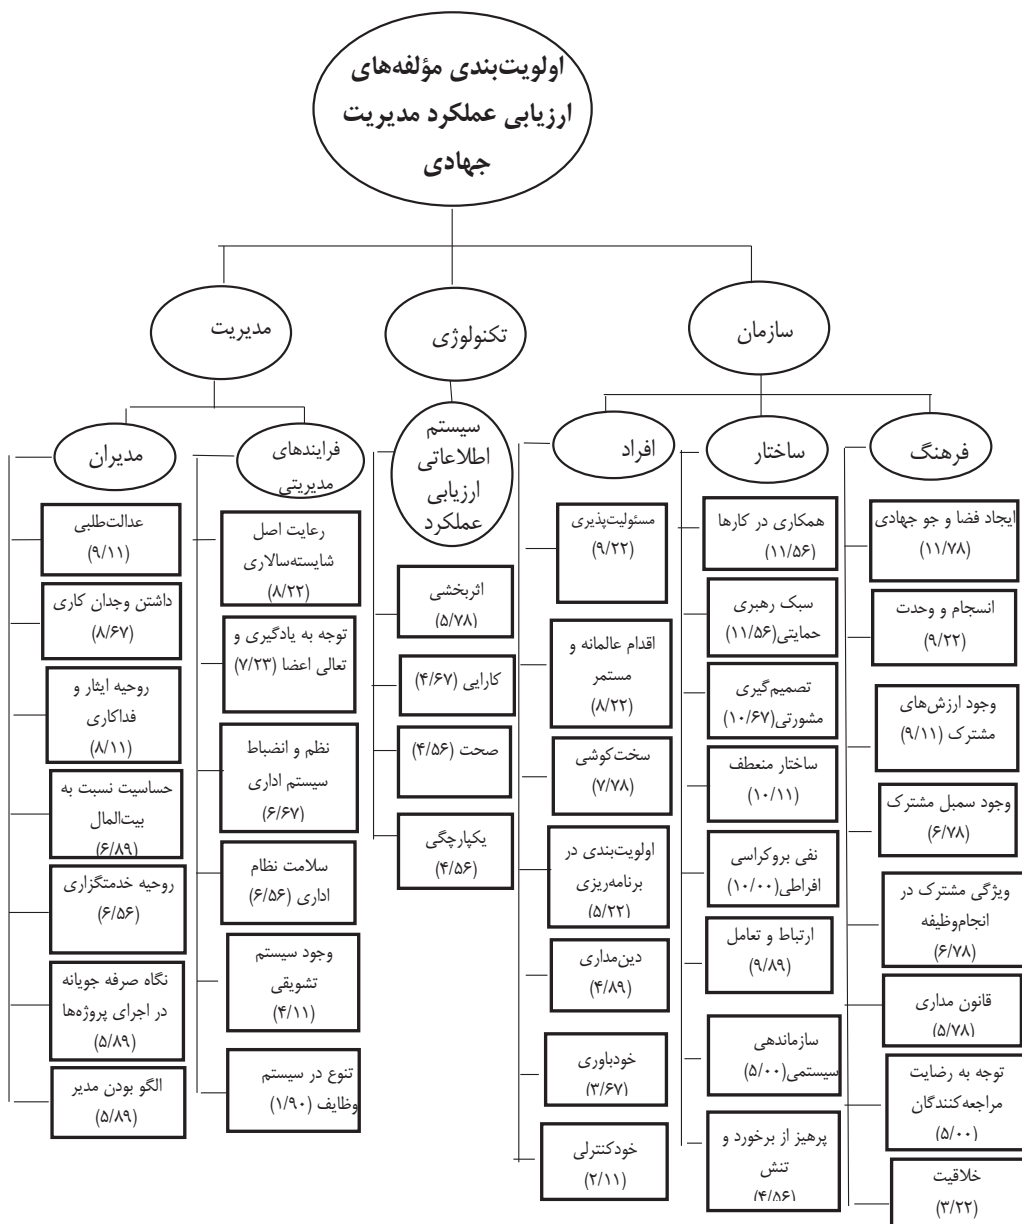 اولویت‌بندی مؤلفه‌های
ارزیابی عملکرد مدیریت
جهادی
سازمان
تکنولوژی
مدیریت
فرهنگ
ساختار
افراد
سیستم
اطلاعاتی
ارزیابی
عملکرد
فرایندهای
مدیریتی
مدیران
ایجاد فضا و جو جهادی
(۱۱/۷۸)
انسجام و وحدت
(۹/۲۲)
وجود ارزش‌های
مشترک (۹/۱۱)
وجود سمبل مشترک
(۶/۷۸)
ویژگی مشترک در
انجام‌وظیفه
(۶/۷۸)
قانون مداری
(۵/۷۸)
توجه به رضایت
مراجعه‌کنندگان
(۵/۰۰)
خلاقیت
(۳/۲۲)
همکاری در کارها
(۱۱/۵۶)
سبک رهبری
حمایتی(۱۱/۵۶)
تصمیم‌گیری
مشورتی(۱۰/۶۷)
ساختار منعطف
(۱۰/۱۱)
نفی بروکراسی
افراطی(۱۰/۰۰)
ارتباط و تعامل
(۹/۸۹)
سازماندهی
سیستمی(۵/۰۰)
پرهیز از برخورد و
تنش
(۴/۵۶)
مسئولیت‌پذیری
(۹/۲۲)
اقدام عالمانه و
مستمر
(۸/۲۲)
سخت‌کوشی
(۷/۷۸)
اولویت‌بندی در
برنامه‌ریزی
(۵/۲۲)
دین‌مداری
(۴/۸۹)
خودباوری
(۳/۶۷)
خودکنترلی
(۲/۱۱)
اثربخشی
(۵/۷۸)
کارایی (۴/۶۷)
صحت (۴/۵۶)
یکپارچگی
(۴/۵۶)
رعایت اصل
شایسته‌سالاری
(۸/۲۲)
توجه به یادگیری و
تعالی اعضا (۷/۲۳)
نظم و انضباط
سیستم اداری
(۶/۶۷)
سلامت نظام
اداری (۶/۵۶)
وجود سیستم
تشویقی
(۴/۱۱)
تنوع در سیستم
وظایف (۱/۹۰)
عدالت‌طلبی
(۹/۱۱)
داشتن وجدان کاری
(۸/۶۷)
روحیه ایثار و
فداکاری
(۸/۱۱)
حساسیت نسبت به
بیت‌المال
(۶/۸۹)
روحیه خدمتگزاری
(۶/۵۶)
نگاه صرفه جویانه
در اجرای پروژه‌ها
(۵/۸۹)
الگو بودن مدیر
(۵/۸۹)